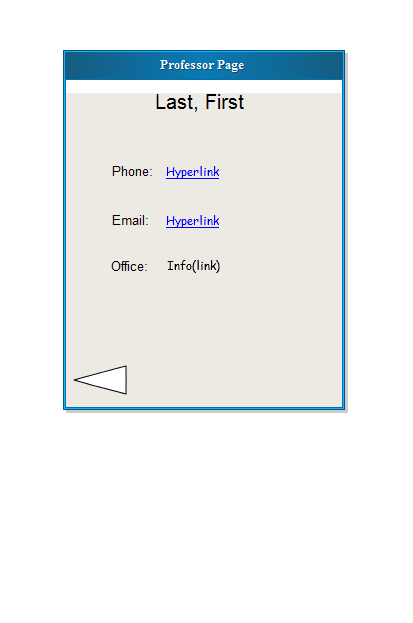 Professor Page
Last, First
Phone: Hyperlink
Email: Hyperlink
Office: Info(link)